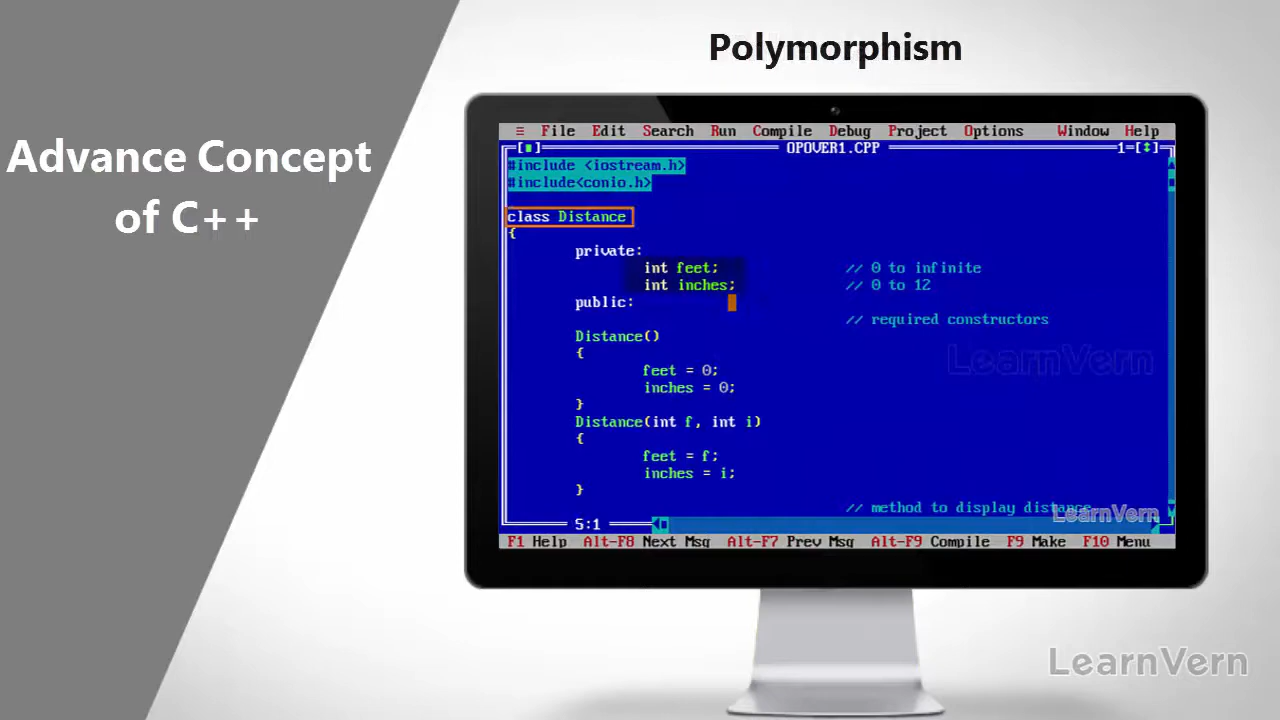 Polymorphism
Advance Concept
of C++
≡ File Edit Search Run Compile Debug Project Options Window Help
[■] OPOVER1.CPP 1=[↕]
#include <iostream.h>
#include<conio.h>
class Distance
{
private:
int feet; // 0 to infinite
int inches; // 0 to 12
public:
// required constructors
Distance()
{
feet = 0;
inches = 0;
}
Distance(int f, int i)
{
feet = f;
inches = i;
}
// method to display distance
5:1
F1 Help Alt-F8 Next Msg Alt-F7 Prev Msg Alt-F9 Compile F9 Make F10 Menu
LearnVern
LearnVern
LearnVern